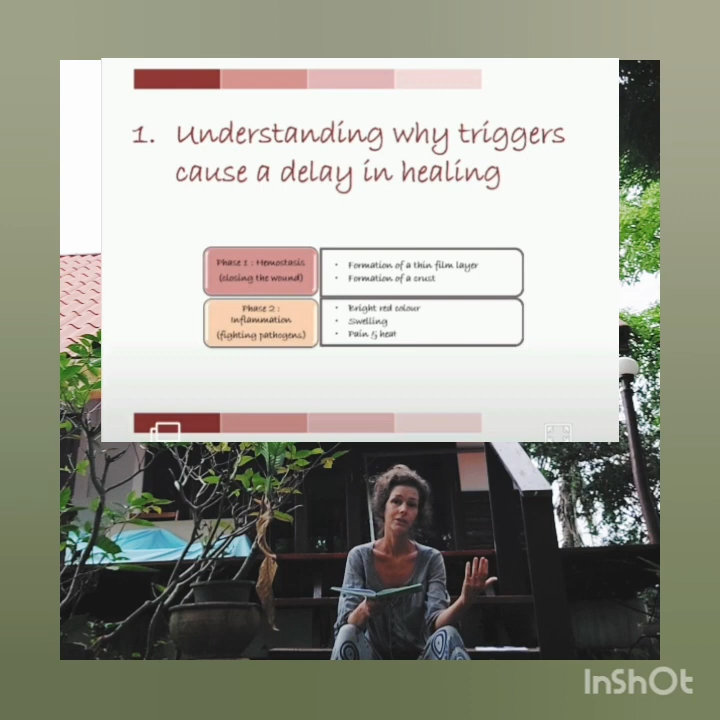 1. Understanding why triggers
cause a delay in healing
Phase 1 : Hemostasis
(closing the wound)
• Formation of a thin film layer
• Formation of a crust
Phase 2 :
Inflammation
(fighting pathogens)
• Bright red colour
• Swelling
• Pain & heat
InShOt